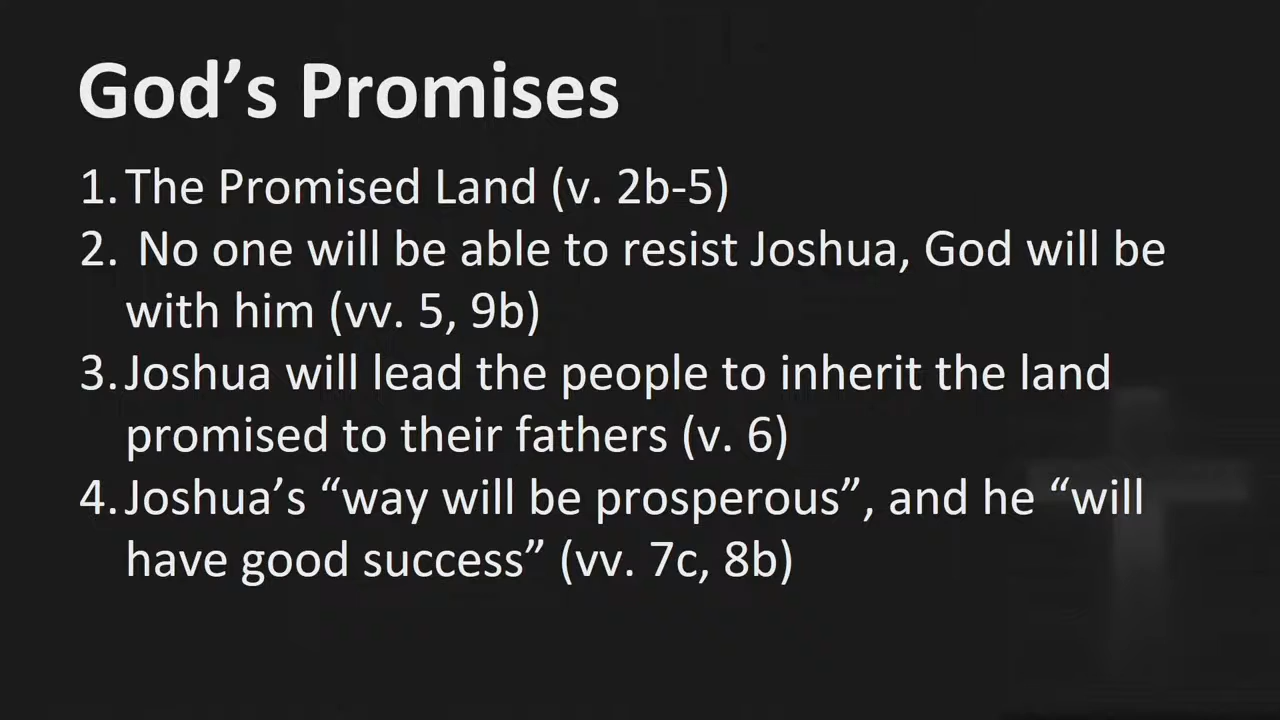 God’s Promises
1. The Promised Land (v. 2b-5)
2. No one will be able to resist Joshua, God will be
with him (vv. 5, 9b)
3. Joshua will lead the people to inherit the land
promised to their fathers (v. 6)
4. Joshua’s “way will be prosperous”, and he “will
have good success” (vv. 7c, 8b)